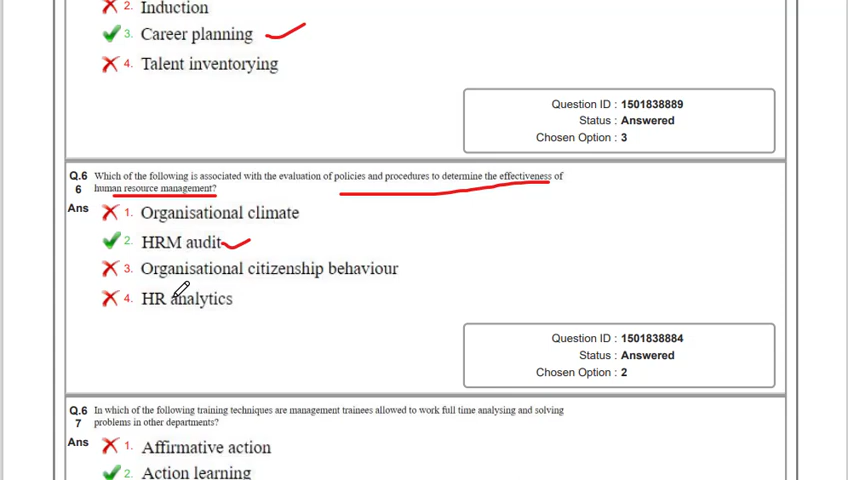 2. Induction
3. Career planning
4. Talent inventorying
Question ID : 1501838889
Status : Answered
Chosen Option : 3
Q.6 Which of the following is associated with the evaluation of policies and procedures to determine the effectiveness of
6 human resource management?
Ans 1. Organisational climate
2. HRM audit
3. Organisational citizenship behaviour
4. HR analytics
Question ID : 1501838884
Status : Answered
Chosen Option : 2
Q.6 In which of the following training techniques are management trainees allowed to work full time analysing and solving
7 problems in other departments?
Ans 1. Affirmative action
2. Action learning